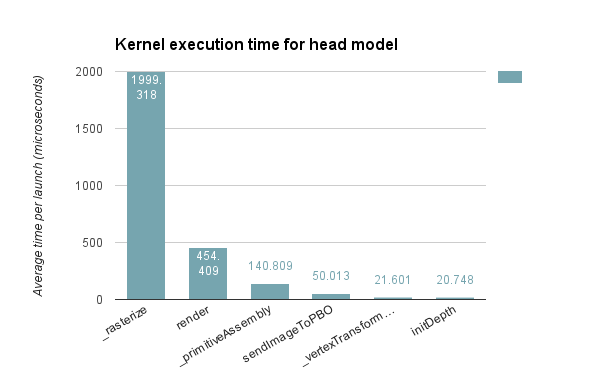 Kernel execution time for head model
Average time per launch (microseconds)
2000
1500
1000
500
0
1999.
318
454.
409
140.809
50.013
21.601
20.748
_rasterize
render
_primitiveAssembly
sendImageToPBO
_vertexTransform…
initDepth